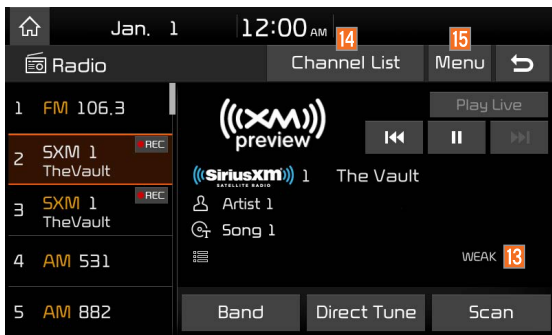 Jan. 1 12:00 AM
14 15
Radio Channel List Menu
1 FM 106.3
2 SXM 1 REC
TheVault
3 SXM 1 REC
TheVault
4 AM 531
5 AM 882
((XM))
preview
Play Live
((SiriusXM)) 1 The Vault
SATELLITE RADIO
Artist 1
Song 1
WEAK 13
Band Direct Tune Scan